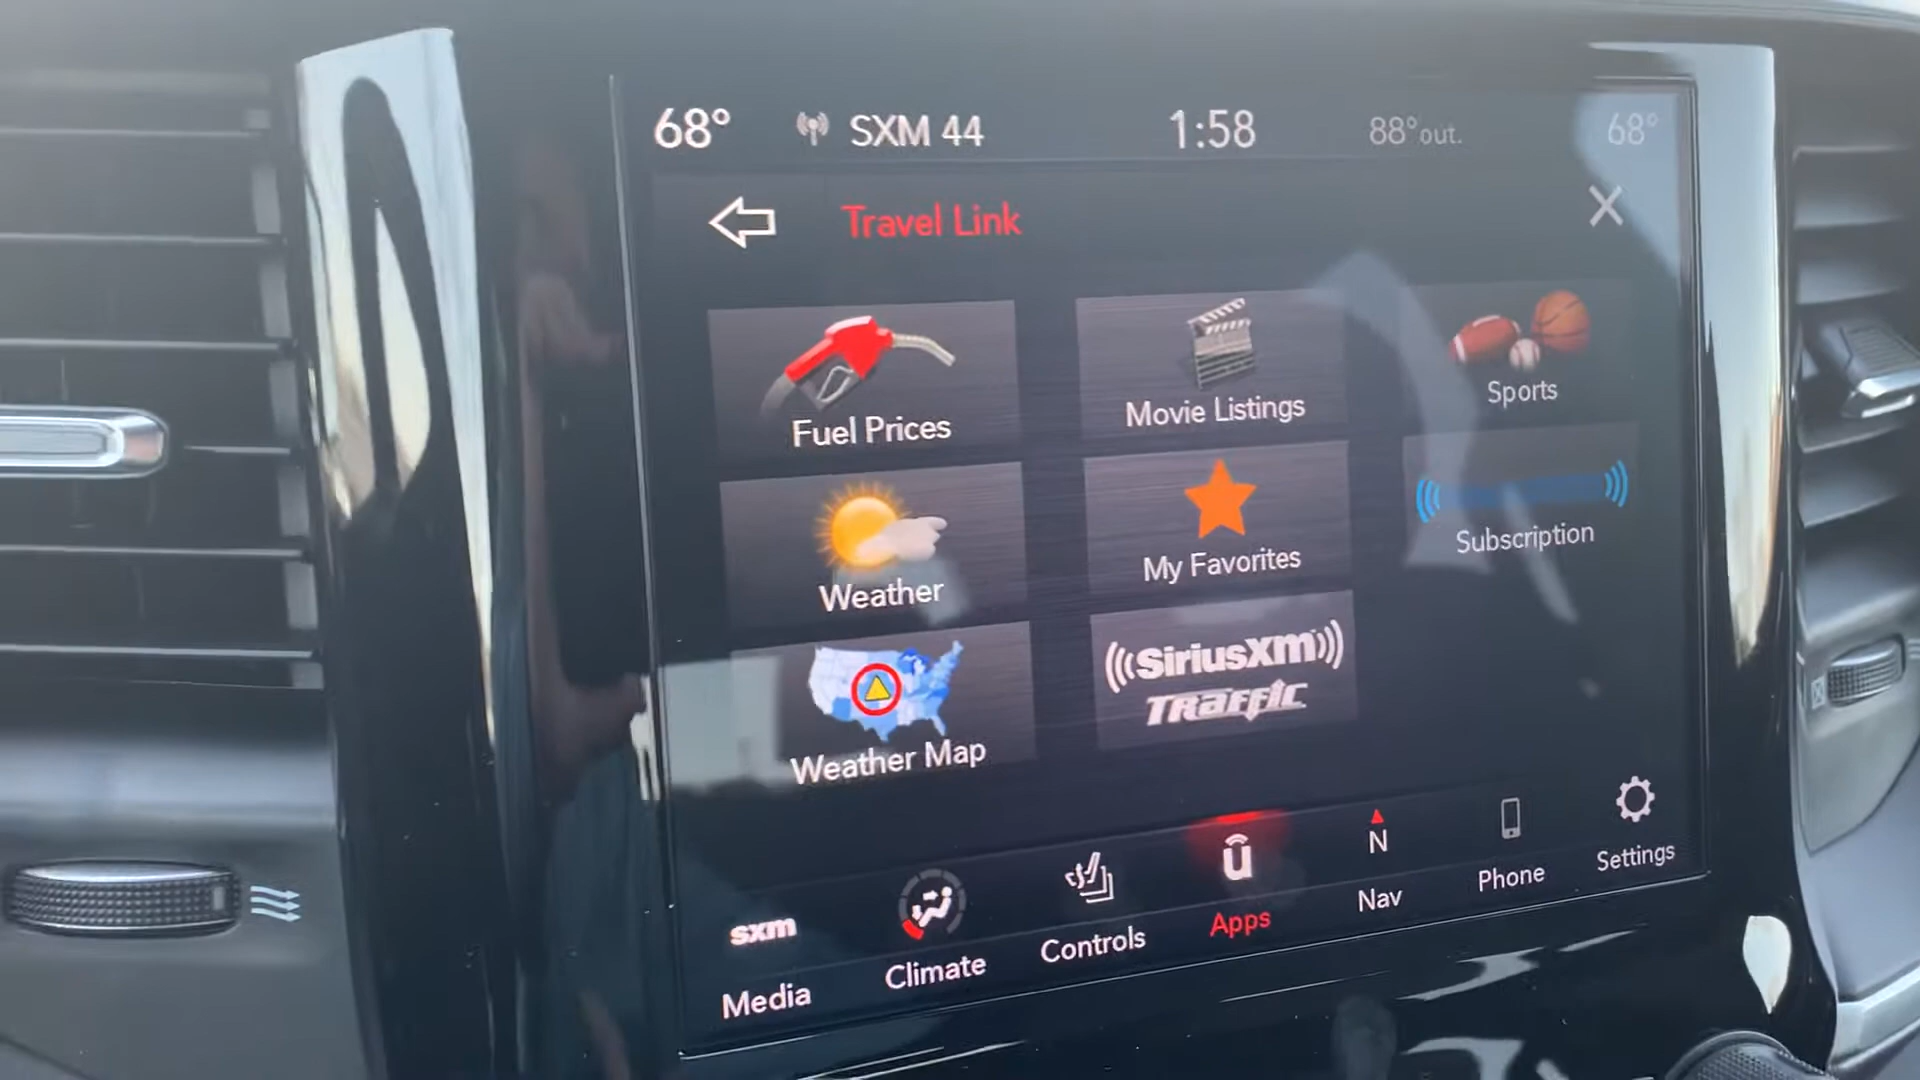 68° SXM 44 1:58 88°out. 68°
Travel Link
Fuel Prices
Movie Listings
Sports
Weather
My Favorites
Subscription
Weather Map
SiriusXM
TRAFFIC
N
sxm
Media
Climate
Controls
Apps
Nav
Phone
Settings